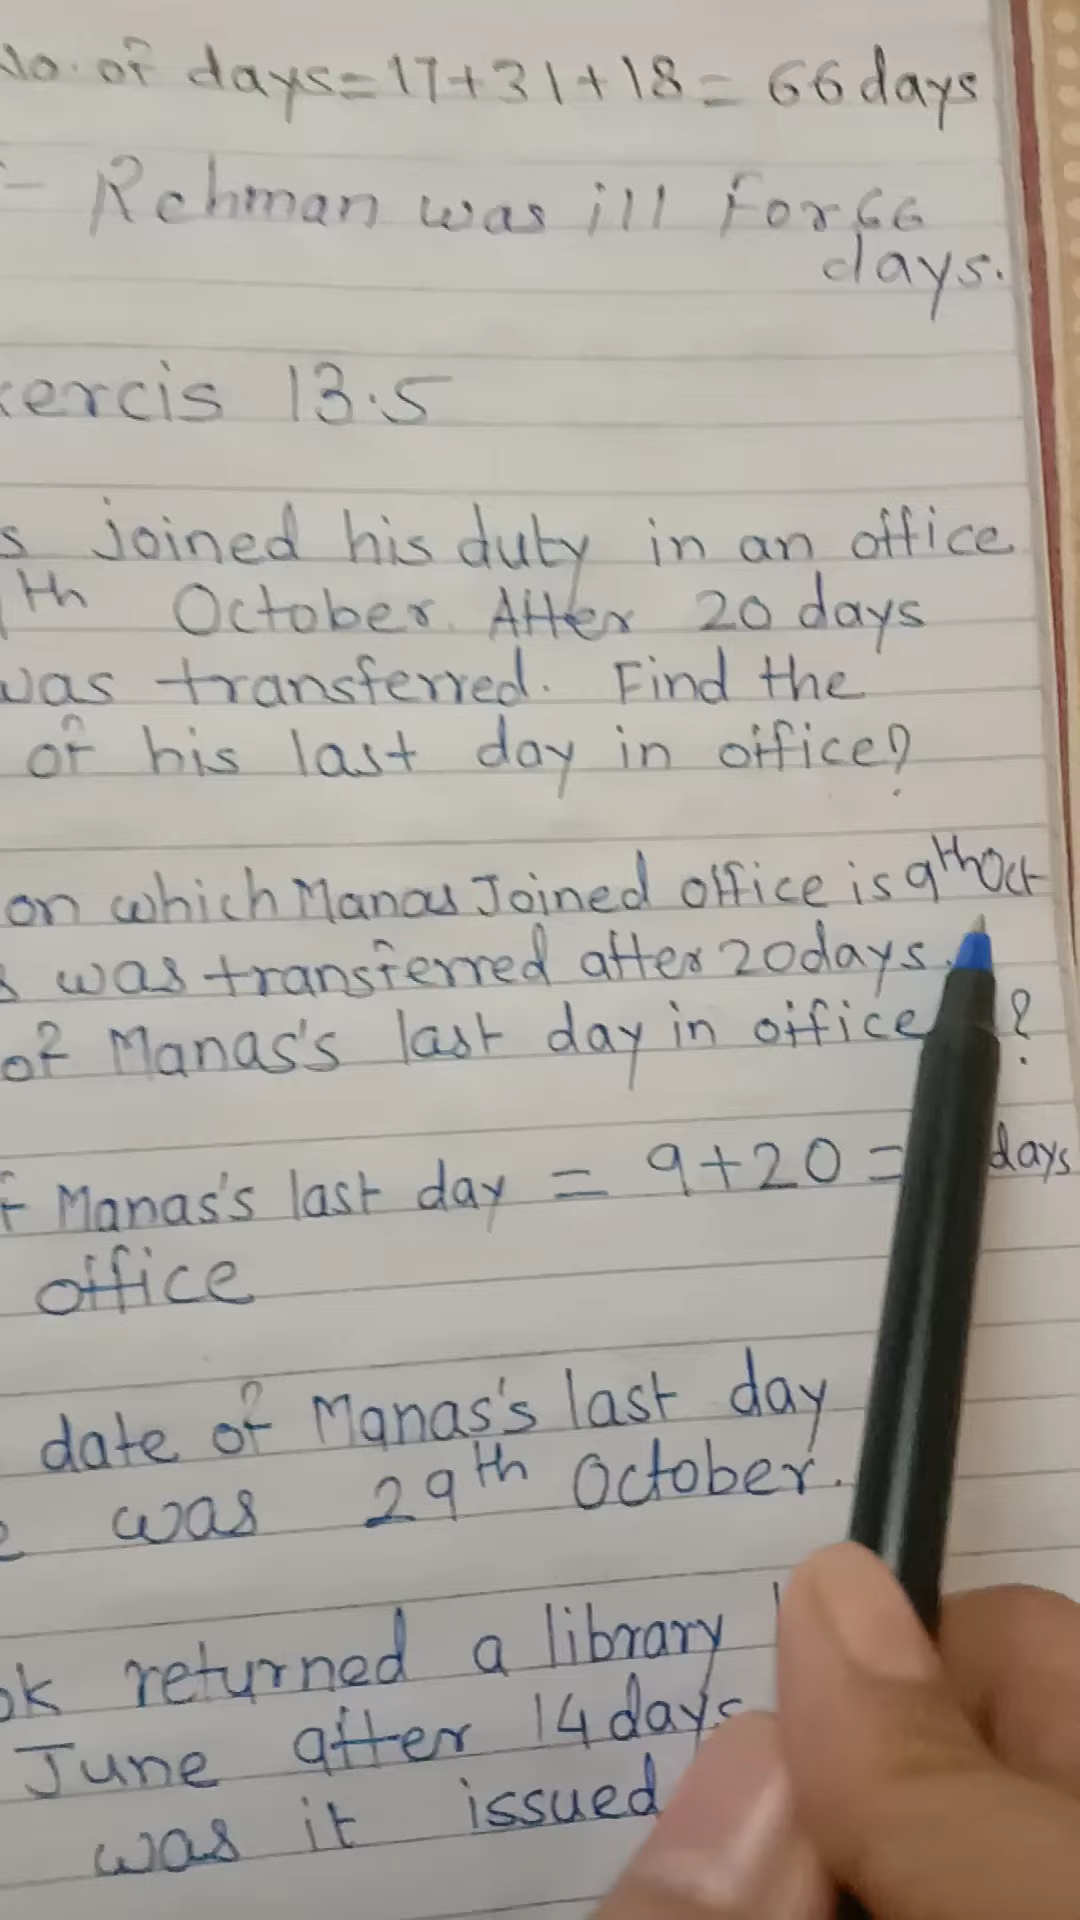 No. of days=17+31+18= 66 days
- Rehman was ill For 66
days.
ercis 13.5
s joined his duty in an office
th October. After 20 days
was transferred. Find the
of his last day in office?
on which Manas Joined office is 9th Oct
s was transferred after 20 days.
of Manas's last day in office ?
f Manas's last day = 9+20 = days
office
date of Manas's last day
e was 29th October.
ok returned a library
June after 14 days
was it issued